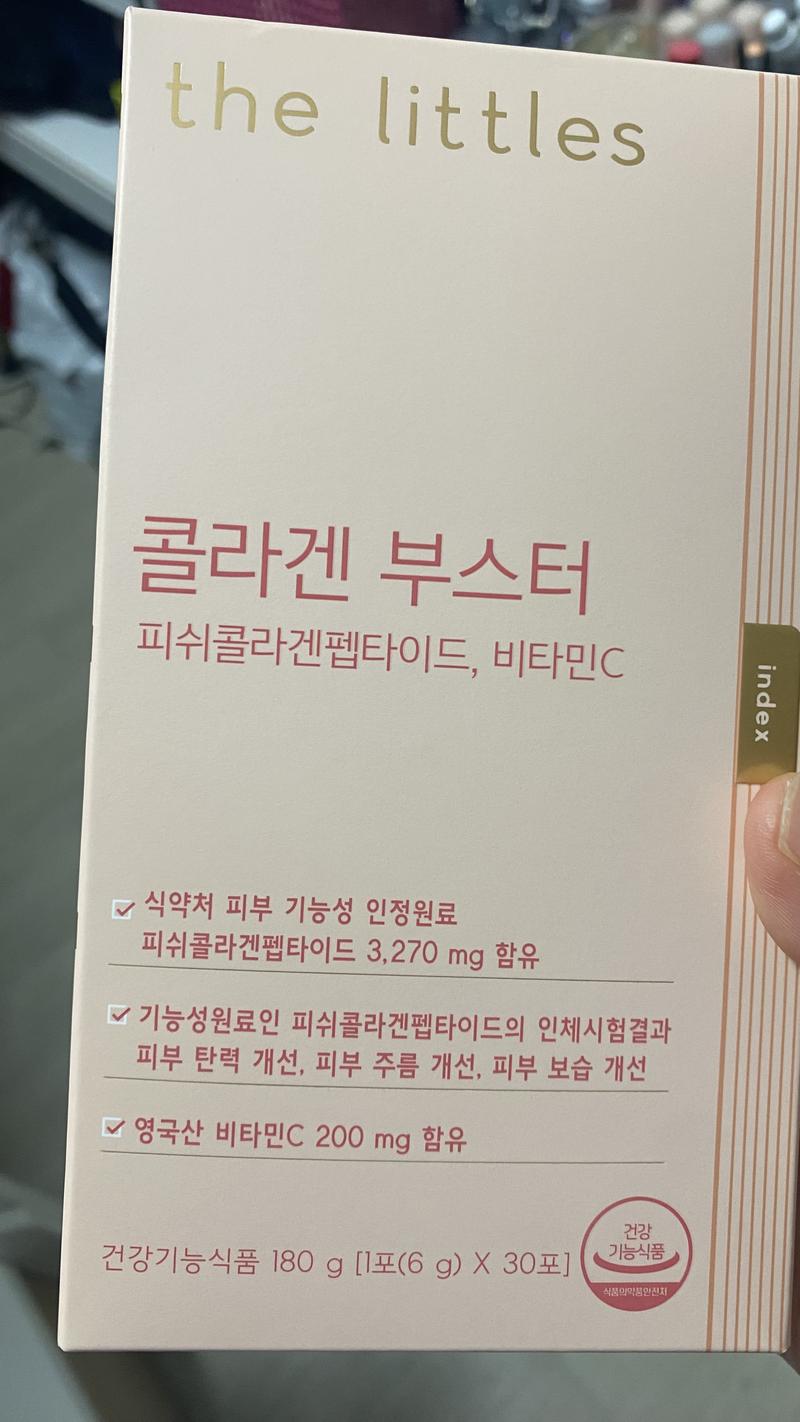 the littles
콜라겐 부스터
피쉬콜라겐펩타이드, 비타민C
index
식약처 피부 기능성 인정원료
피쉬콜라겐펩타이드 3,270 mg 함유
기능성원료인 피쉬콜라겐펩타이드의 인체시험결과
피부 탄력 개선, 피부 주름 개선, 피부 보습 개선
영국산 비타민C 200 mg 함유
건강기능식품 180 g [1포(6 g) X 30포]
건강
기능식품
식품의약품안전처